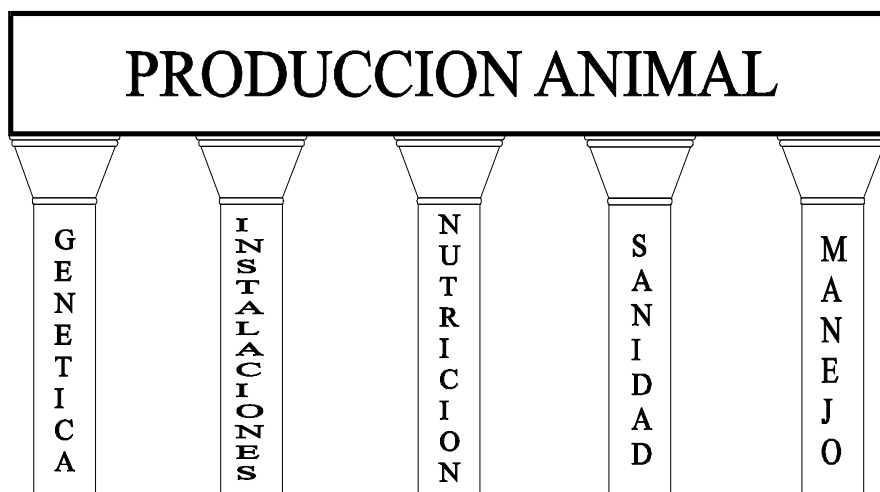 PRODUCCION ANIMAL
GENETICA
INSTALACIONES
NUTRICION
SANIDAD
MANEJO